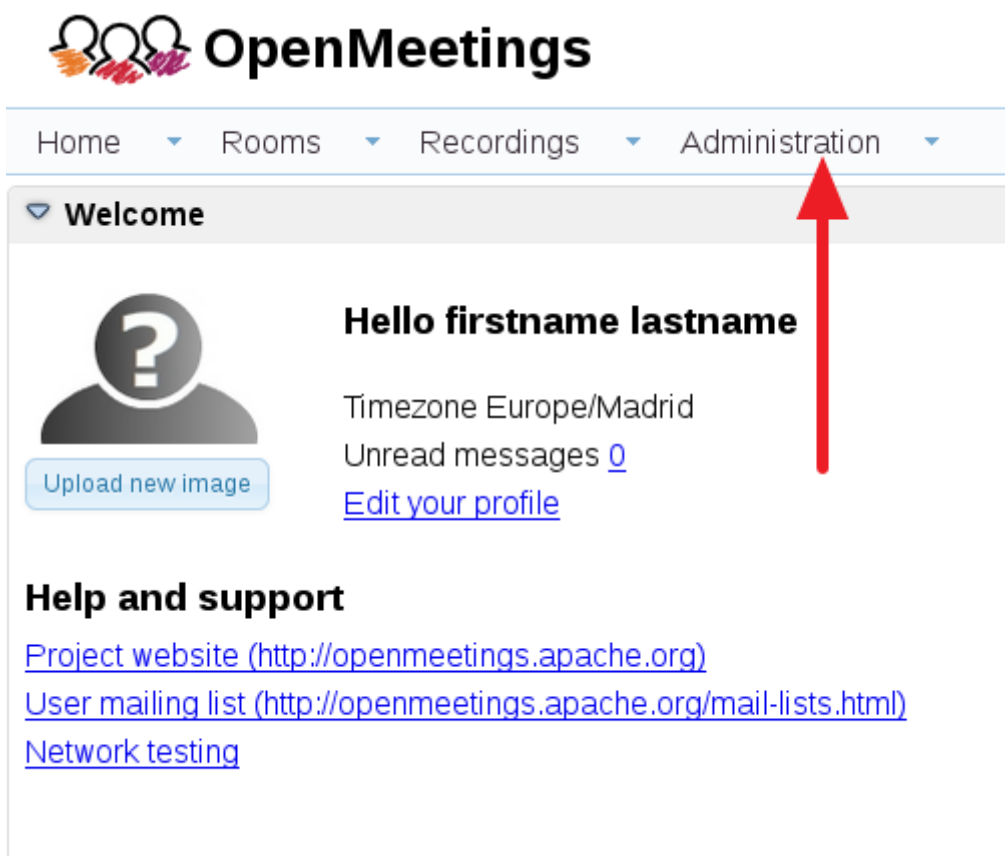 OpenMeetings
Home Rooms Recordings Administration
Welcome
Hello firstname lastname
Timezone Europe/Madrid
Unread messages 0
Edit your profile
Upload new image
Help and support
Project website (http://openmeetings.apache.org)
User mailing list (http://openmeetings.apache.org/mail-lists.html)
Network testing